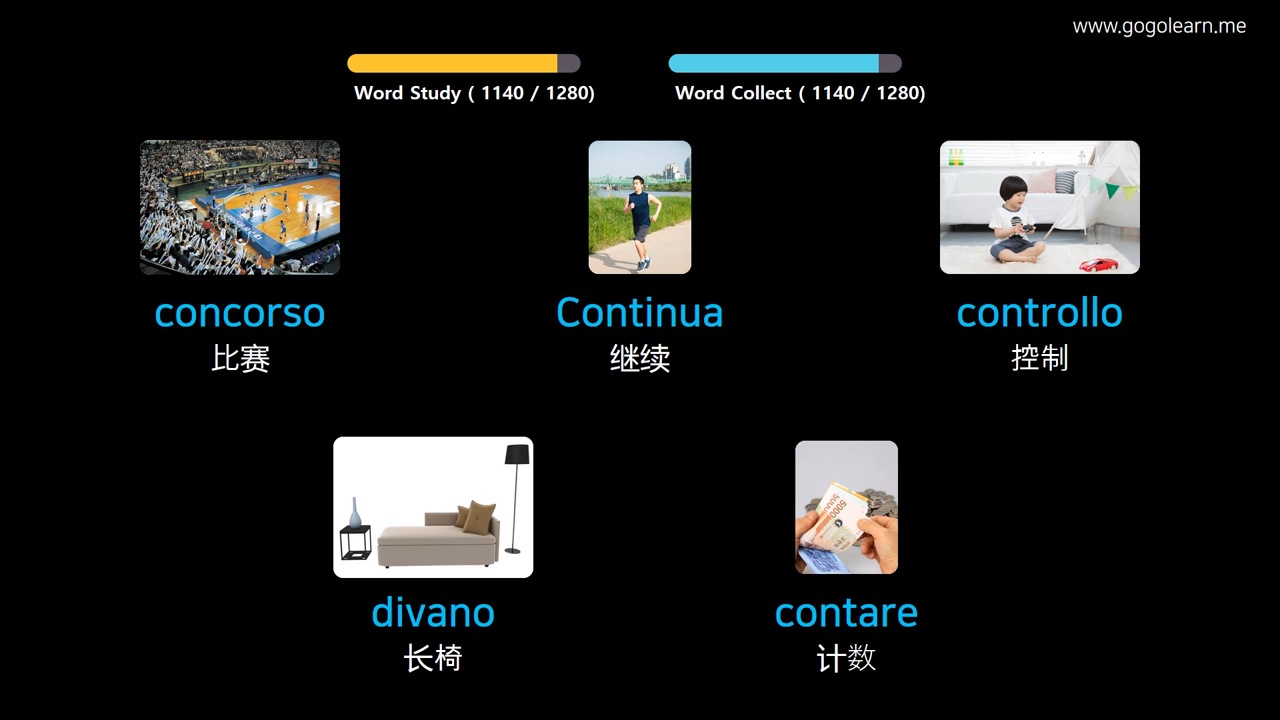 www.gogolearn.me
Word Study ( 1140 / 1280)
Word Collect ( 1140 / 1280)
concorso
比赛
Continua
继续
controllo
控制
divano
长椅
contare
计数